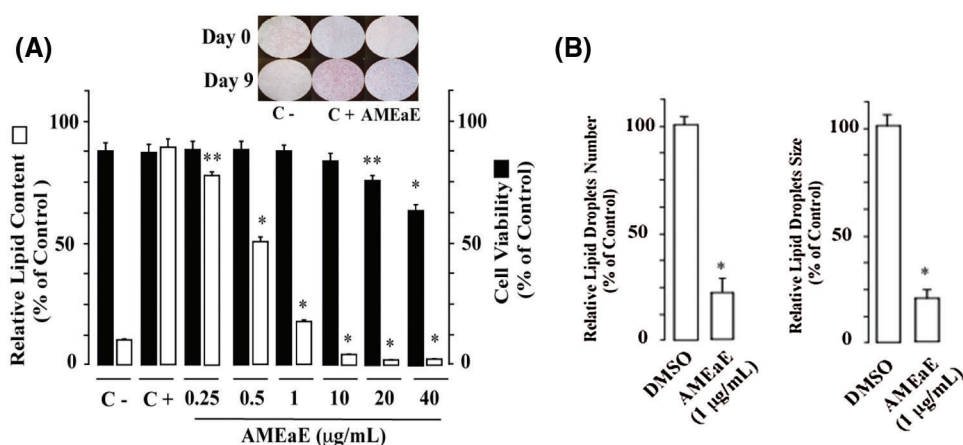 (A)
Day 0
Day 9
C - C + AMEaE
Relative Lipid Content
(% of Control)
100
50
0
** * * * * *
** *
100
50
0
Cell Viability
(% of Control)
C - C + 0.25 0.5 1 10 20 40
AMEaE (µg/mL)
(B)
Relative Lipid Droplets Number
(% of Control)
100
50
0
*
DMSO
AMEaE
(1 µg/mL)
Relative Lipid Droplets Size
(% of Control)
100
50
0
*
DMSO
AMEaE
(1 µg/mL)